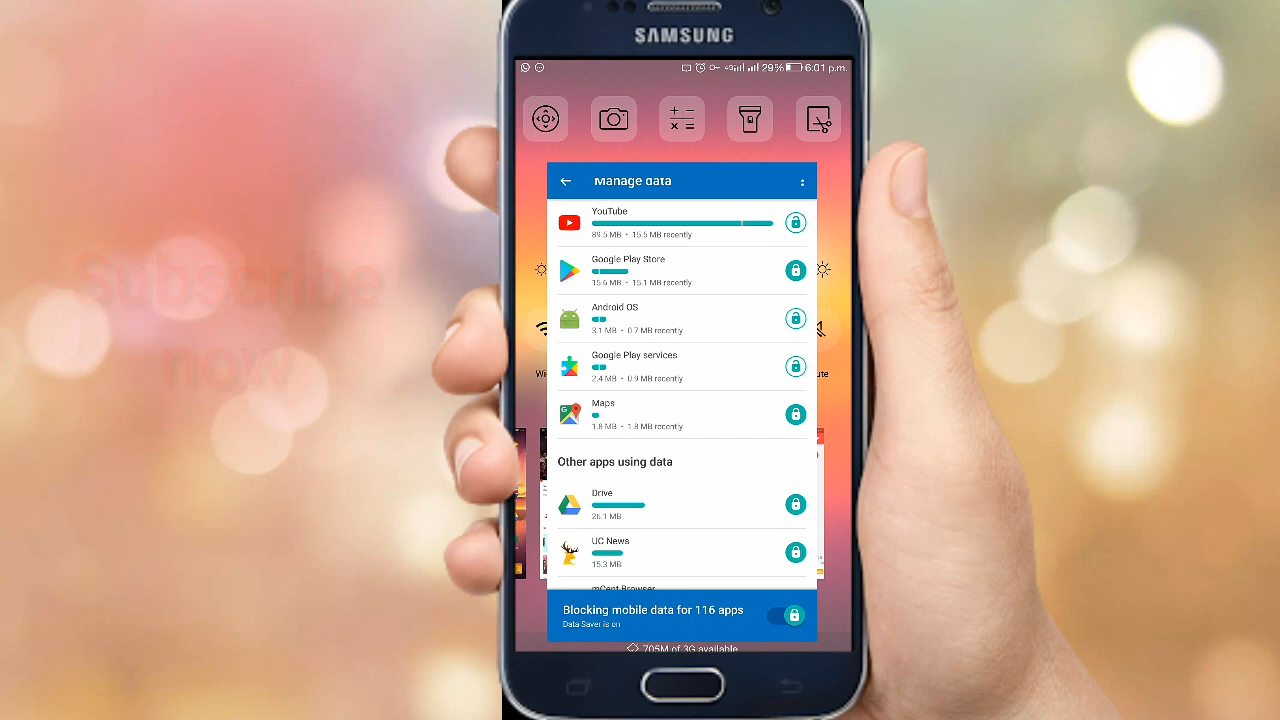 SAMSUNG
29% 6:01 p.m.
Manage data
YouTube
89.5 MB • 15.5 MB recently
Google Play Store
15.6 MB • 15.1 MB recently
Android OS
3.1 MB • 0.7 MB recently
Google Play services
2.4 MB • 0.9 MB recently
Maps
1.8 MB • 1.8 MB recently
Other apps using data
Drive
26.1 MB
UC News
15.3 MB
mCent Browser
Blocking mobile data for 116 apps
Data Saver is on
705M of 3G available
Subscribe
now